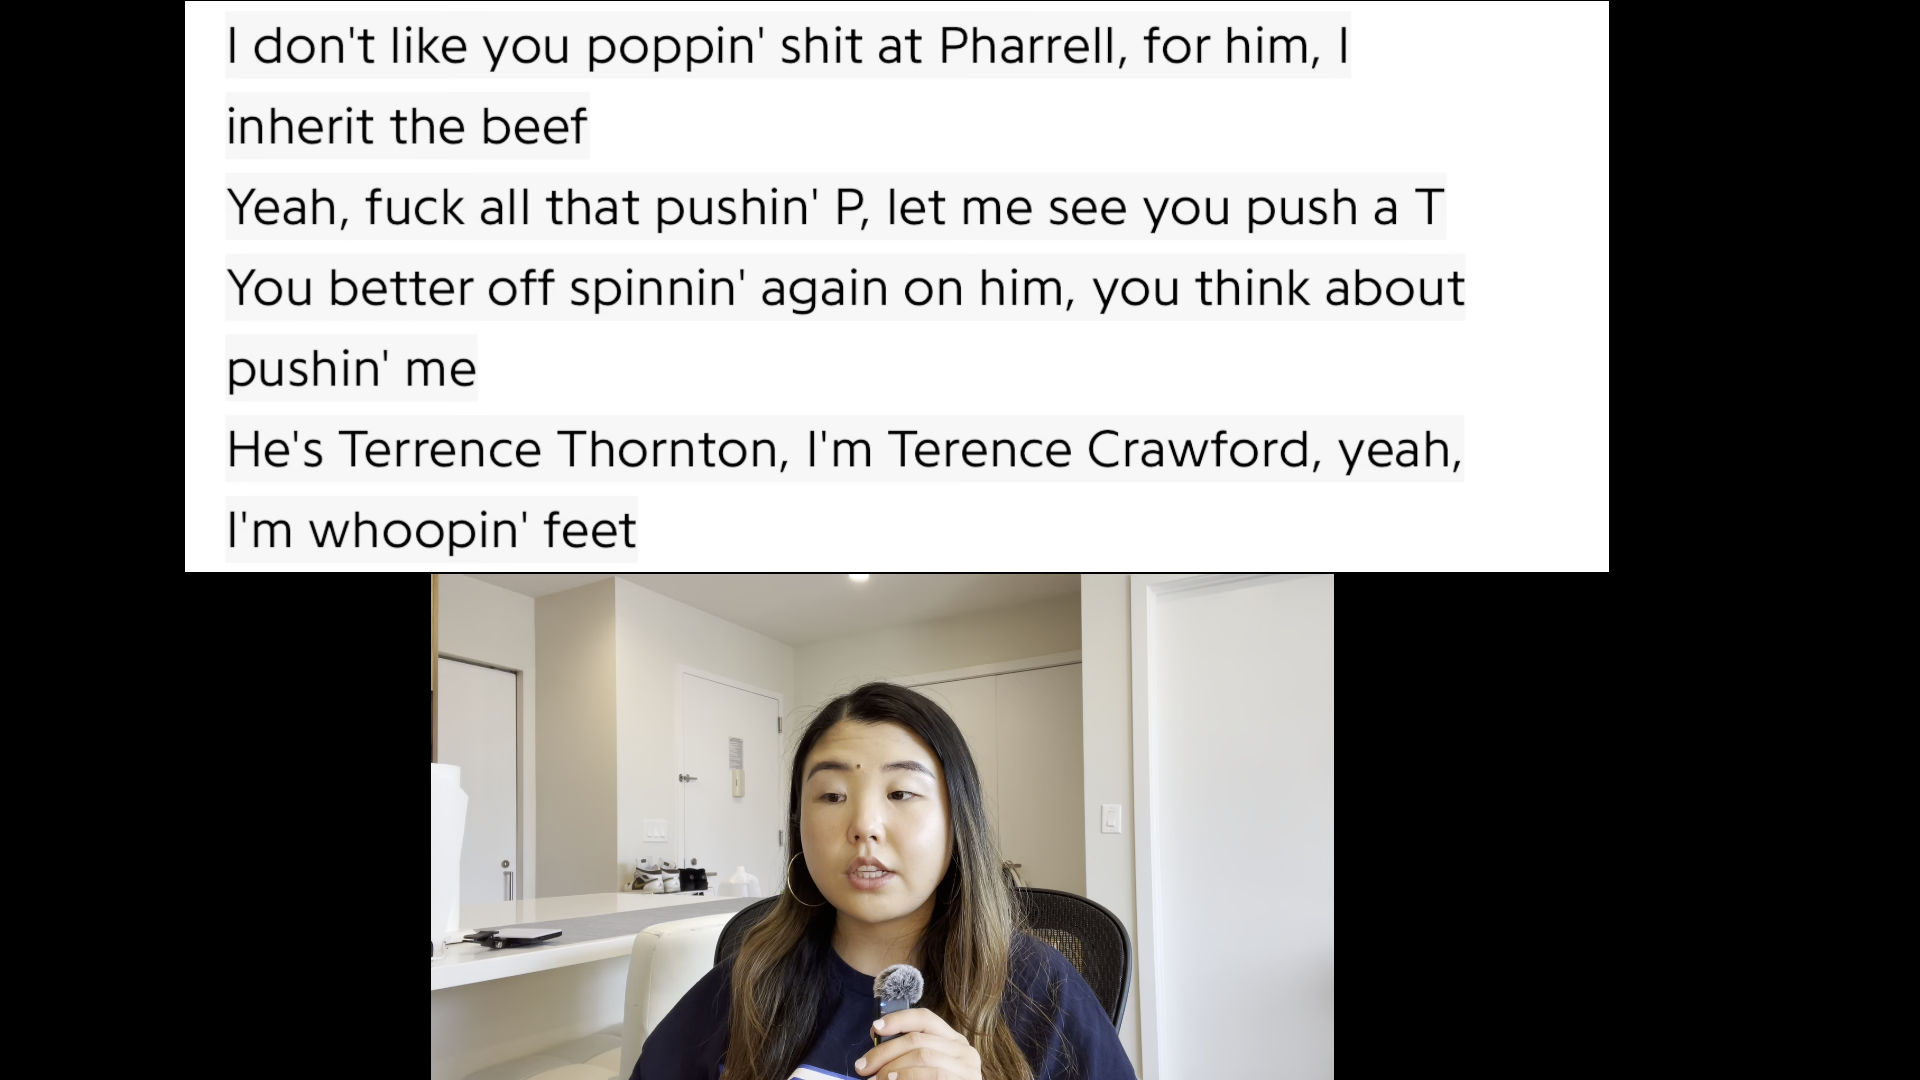 I don't like you poppin' shit at Pharrell, for him, I
inherit the beef
Yeah, fuck all that pushin' P, let me see you push a T
You better off spinnin' again on him, you think about
pushin' me
He's Terrence Thornton, I'm Terence Crawford, yeah,
I'm whoopin' feet